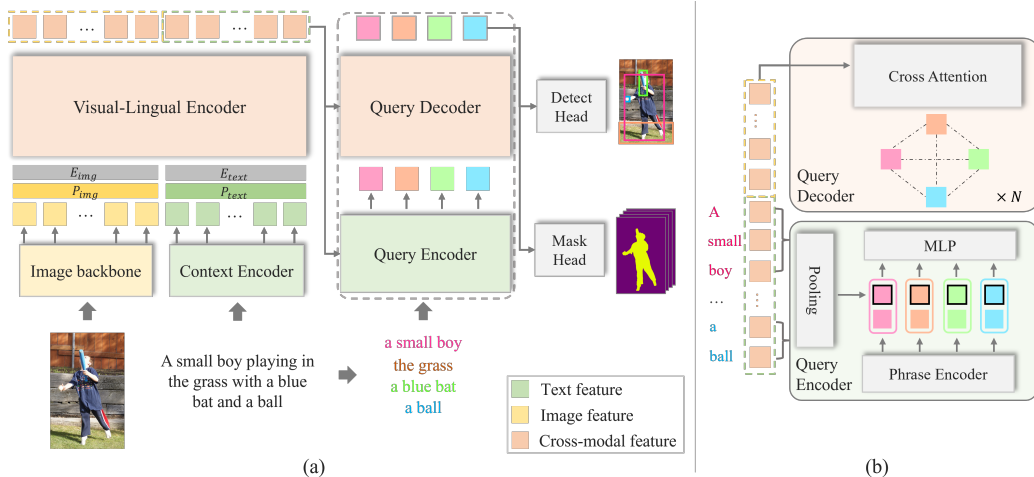 Visual-Lingual Encoder
Query Decoder
Detect
Head
E_img
E_text
P_img
P_text
Image backbone
Context Encoder
Query Encoder
Mask
Head
A small boy playing in
the grass with a blue
bat and a ball
a small boy
the grass
a blue bat
a ball
Text feature
Image feature
Cross-modal feature
(a)
Cross Attention
Query
Decoder
× N
A
small
boy
...
a
ball
Pooling
MLP
Phrase Encoder
Query
Encoder
(b)